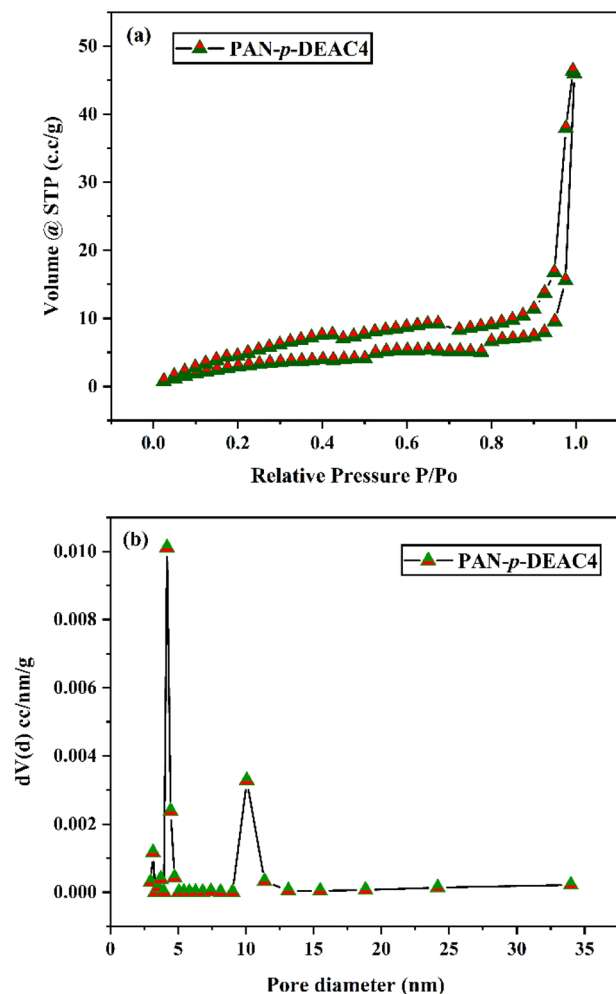 (a)
PAN-p-DEAC4
50
40
30
20
10
0
Volume @ STP (c.c/g)
0.0 0.2 0.4 0.6 0.8 1.0
Relative Pressure P/Po
(b)
PAN-p-DEAC4
0.010
0.008
0.006
0.004
0.002
0.000
dV(d) cc/nm/g
0 5 10 15 20 25 30 35
Pore diameter (nm)